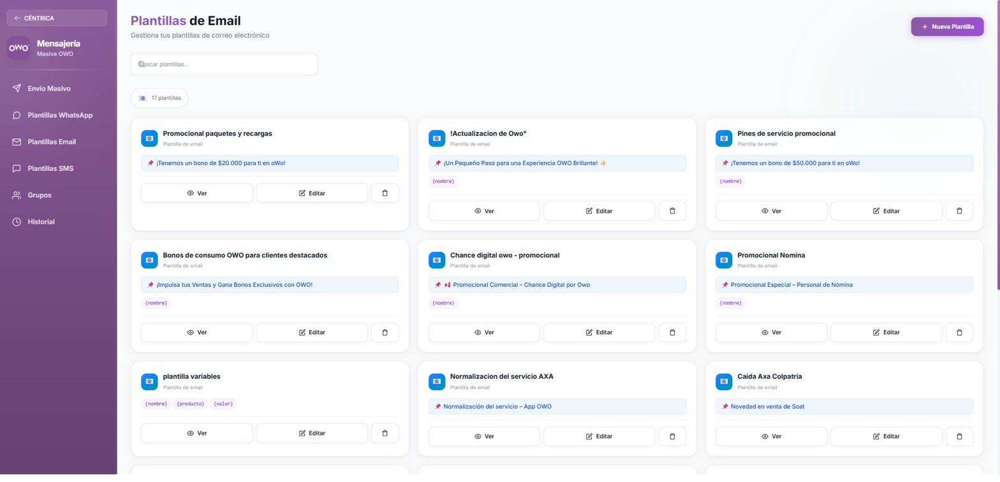 ← CÉNTRICA
OWO
Mensajería
Masiva OWO
Envío Masivo
Plantillas WhatsApp
Plantillas Email
Plantillas SMS
Grupos
Historial
Plantillas de Email
Gestiona tus plantillas de correo electrónico
+ Nueva Plantilla
Buscar plantillas...
17 plantillas
Promocional paquetes y recargas
Plantilla de email
📌 ¡Tenemos un bono de $20.000 para ti en oWo!
Ver Editar
!Actualizacion de Owo°
Plantilla de email
📌 ¡Un Pequeño Paso para una Experiencia OWO Brillante! ✨
{nombre}
Ver Editar
Pines de servicio promocional
Plantilla de email
📌 ¡Tenemos un bono de $50.000 para ti en oWo!
{nombre}
Ver Editar
Bonos de consumo OWO para clientes destacados
Plantilla de email
📌 ¡Impulsa tus Ventas y Gana Bonos Exclusivos con OWO!
{nombre}
Ver Editar
Chance digital owo - promocional
Plantilla de email
📌 📢 Promocional Comercial – Chance Digital por Owo
{nombre}
Ver Editar
Promocional Nomina
Plantilla de email
📌 Promocional Especial – Personal de Nómina
{nombre}
Ver Editar
plantilla variables
Plantilla de email
{nombre} {producto} {valor}
Ver Editar
Normalizacion del servicio AXA
Plantilla de email
📌 Normalización del servicio – App OWO
Ver Editar
Caida Axa Colpatria
Plantilla de email
📌 Novedad en venta de Soat
Ver Editar